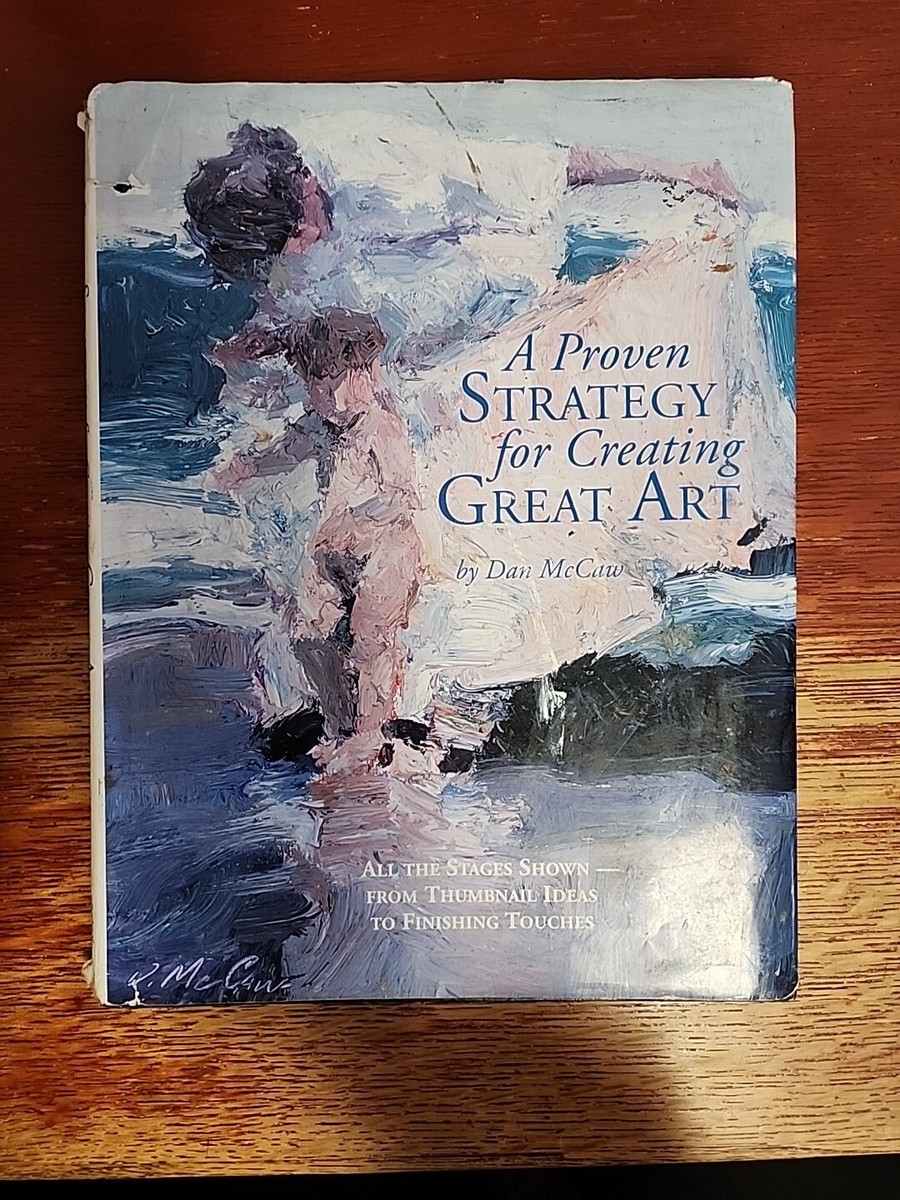 A Proven
STRATEGY
for Creating
GREAT ART
by Dan McCaw
ALL THE STAGES SHOWN —
FROM THUMBNAIL IDEAS
TO FINISHING TOUCHES
D. McCaw